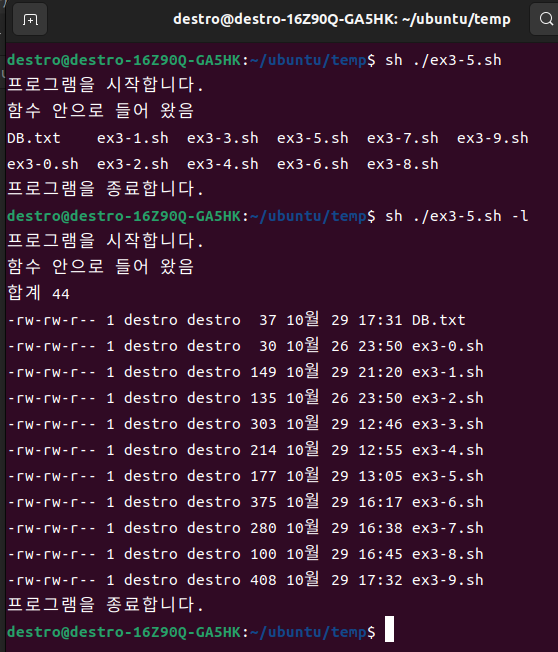 destro@destro-16Z90Q-GA5HK: ~/ubuntu/temp
destro@destro-16Z90Q-GA5HK:~/ubuntu/temp$ sh ./ex3-5.sh
프로그램을 시작합니다.
함수 안으로 들어 왔음
DB.txt    ex3-1.sh  ex3-3.sh  ex3-5.sh  ex3-7.sh  ex3-9.sh
ex3-0.sh  ex3-2.sh  ex3-4.sh  ex3-6.sh  ex3-8.sh
프로그램을 종료합니다.
destro@destro-16Z90Q-GA5HK:~/ubuntu/temp$ sh ./ex3-5.sh -l
프로그램을 시작합니다.
함수 안으로 들어 왔음
합계 44
-rw-rw-r-- 1 destro destro  37 10월 29 17:31 DB.txt
-rw-rw-r-- 1 destro destro  30 10월 26 23:50 ex3-0.sh
-rw-rw-r-- 1 destro destro 149 10월 29 21:20 ex3-1.sh
-rw-rw-r-- 1 destro destro 135 10월 26 23:50 ex3-2.sh
-rw-rw-r-- 1 destro destro 303 10월 29 12:46 ex3-3.sh
-rw-rw-r-- 1 destro destro 214 10월 29 12:55 ex3-4.sh
-rw-rw-r-- 1 destro destro 177 10월 29 13:05 ex3-5.sh
-rw-rw-r-- 1 destro destro 375 10월 29 16:17 ex3-6.sh
-rw-rw-r-- 1 destro destro 280 10월 29 16:38 ex3-7.sh
-rw-rw-r-- 1 destro destro 100 10월 29 16:45 ex3-8.sh
-rw-rw-r-- 1 destro destro 408 10월 29 17:32 ex3-9.sh
프로그램을 종료합니다.
destro@destro-16Z90Q-GA5HK:~/ubuntu/temp$